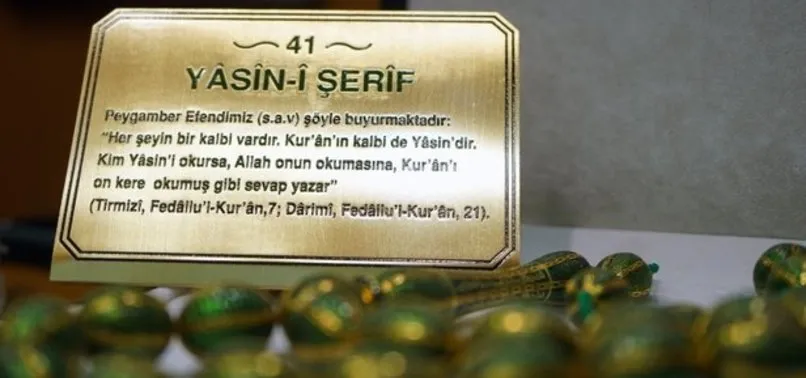 41
YÂSÎN-Î ŞERÎF
Peygamber Efendimiz (s.a.v) şöyle buyurmaktadır:
"Her şeyin bir kalbi vardır. Kur'ân'ın kalbi de Yâsin'dir.
Kim Yâsin'i okursa, Allah onun okumasına, Kur'ân'ı
on kere okumuş gibi sevap yazar"
(Tirmizî, Fedâilu'l-Kur'ân,7; Dârimî, Fedâilu'l-Kur'ân, 21).